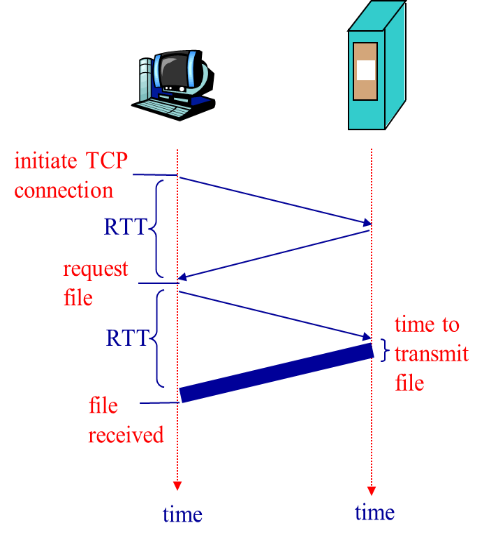 initiate TCP
connection
RTT
request
file
RTT
time to
transmit
file
file
received
time
time